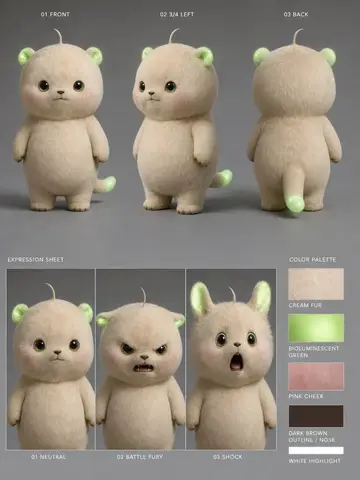 01 FRONT
02 3/4 LEFT
03 BACK
EXPRESSION SHEET
COLOR PALETTE
CREAM FUR
BIOLUMINESCENT
GREEN
PINK CHEEK
DARK BROWN
OUTLINE / NOSE
WHITE HIGHLIGHT
01 NEUTRAL
02 BATTLE FURY
03 SHOCK